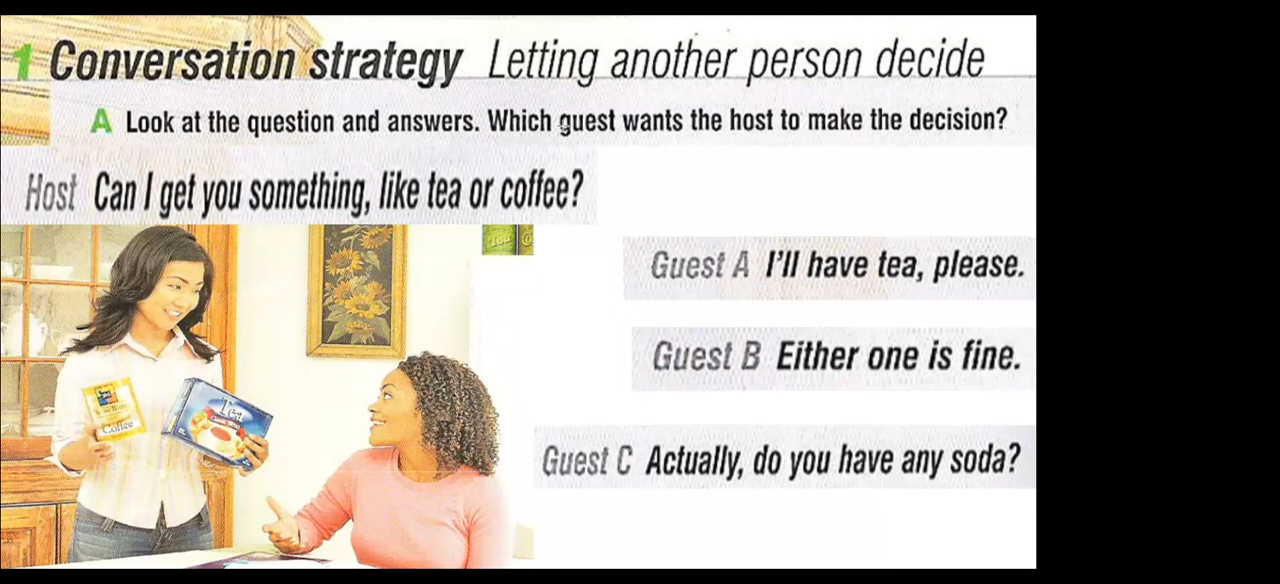 1 Conversation strategy Letting another person decide
A Look at the question and answers. Which guest wants the host to make the decision?
Host Can I get you something, like tea or coffee?
Tea
Guest A I'll have tea, please.
Guest B Either one is fine.
Coffee
Tea
Guest C Actually, do you have any soda?